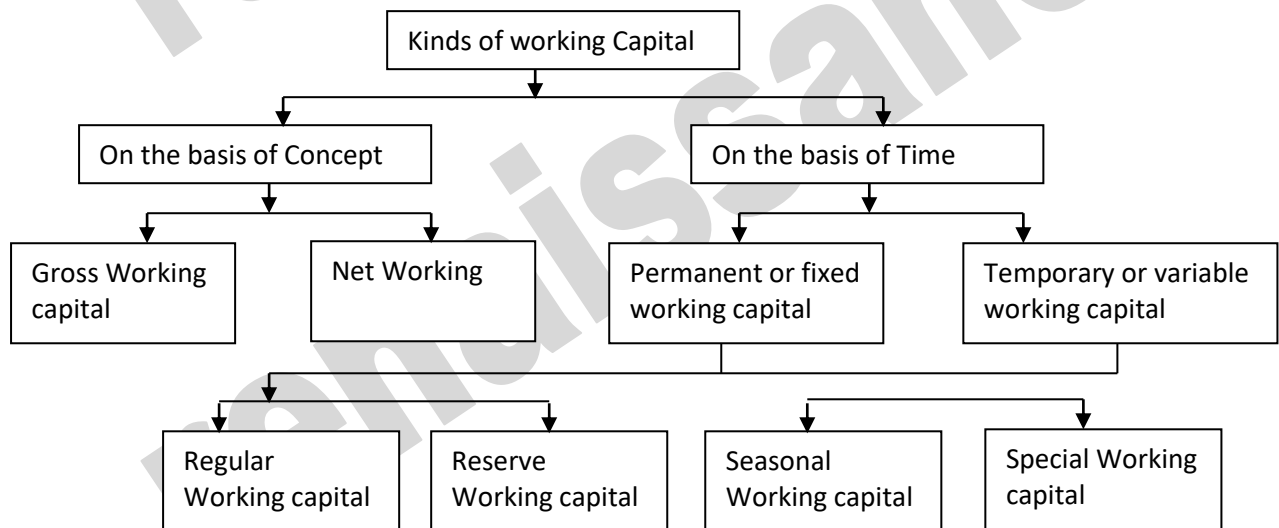 Kinds of working Capital
On the basis of Concept
On the basis of Time
Gross Working
capital
Net Working
Permanent or fixed
working capital
Temporary or variable
working capital
Regular
Working capital
Reserve
Working capital
Seasonal
Working capital
Special Working
capital
renaissan